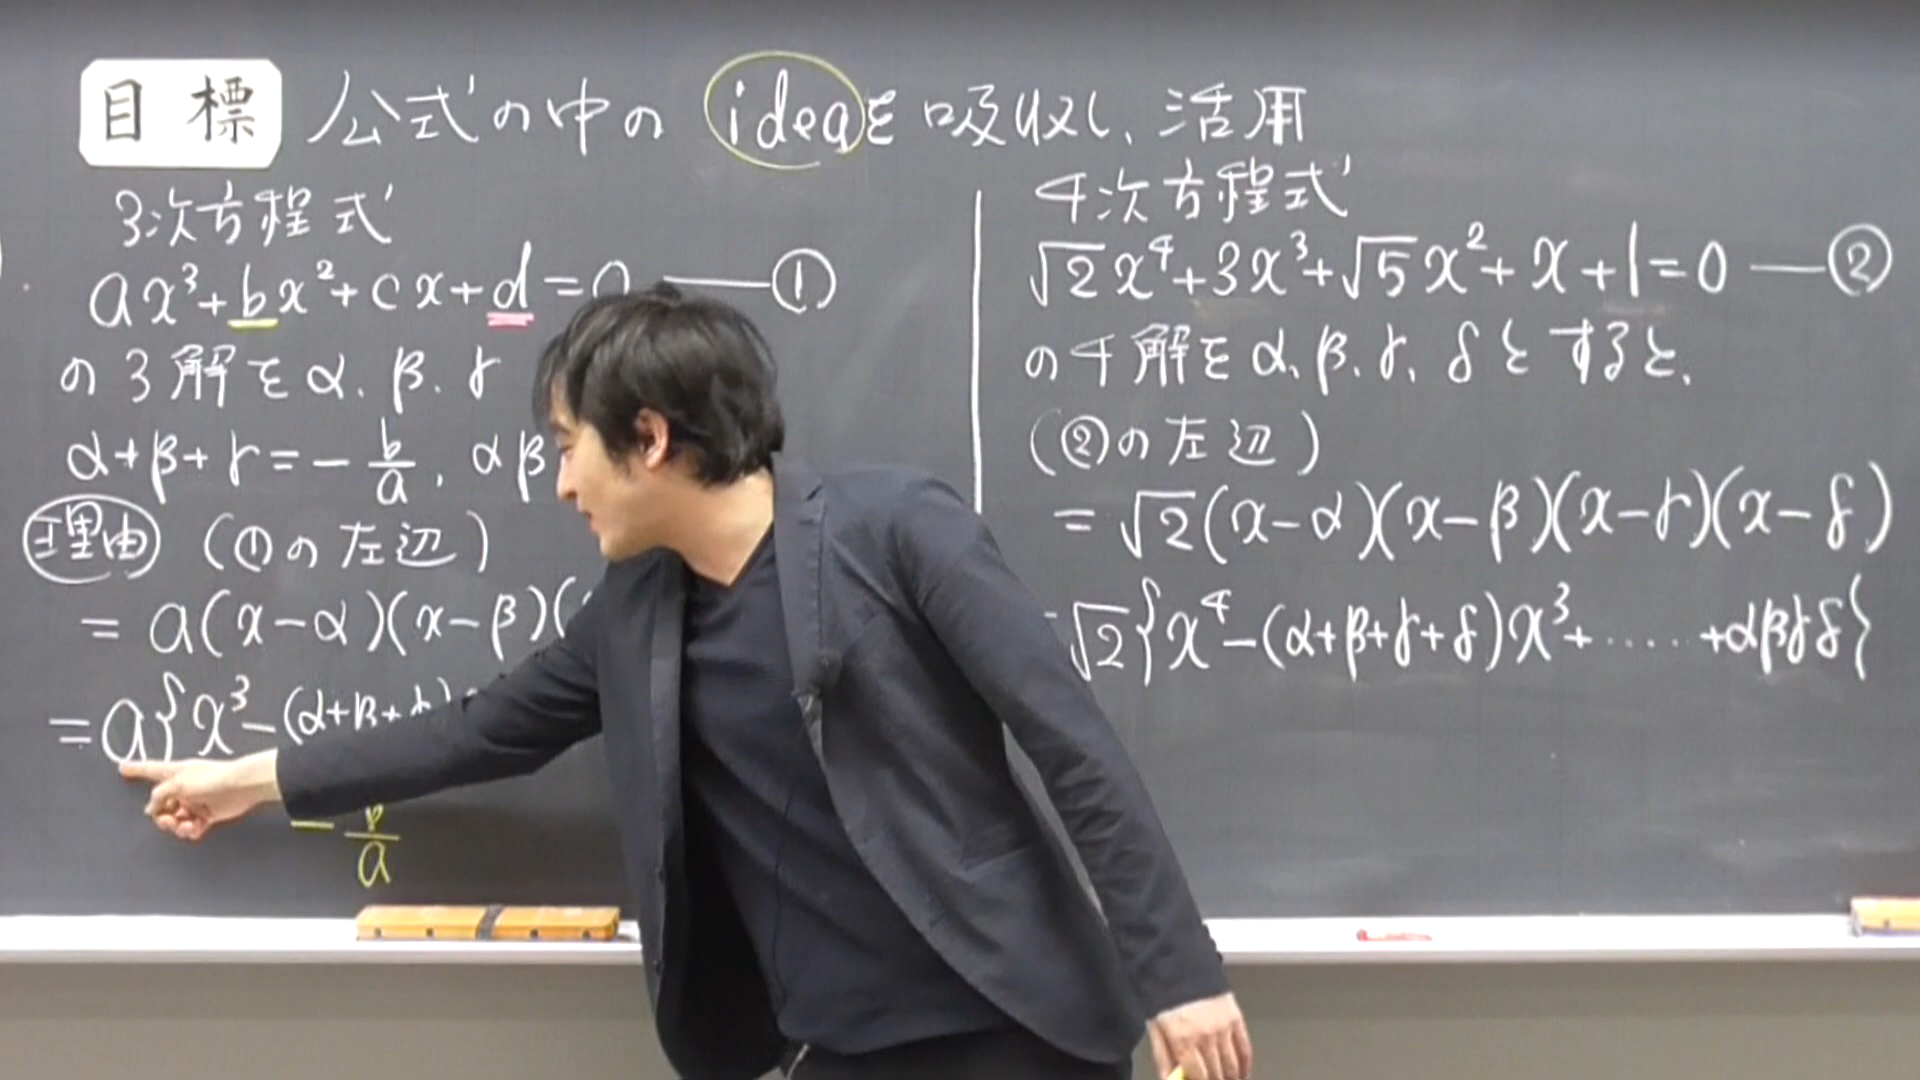 目標 公式の中のideaを吸収し、活用
3次方程式
ax³+bx²+cx+d=0 ― ①
の3解をα、β、γ
α+β+γ=-b/a, αβ
理由 (①の左辺)
=a(x-α)(x-β)(
=a{x³-(α+β+γ)
-b/a
4次方程式
√2x⁴+3x³+√5x²+x+1=0 ― ②
の4解をα、β、γ、δとすると、
(②の左辺)
=√2(x-α)(x-β)(x-γ)(x-δ)
=√2{x⁴-(α+β+γ+δ)x³+……+αβγδ}